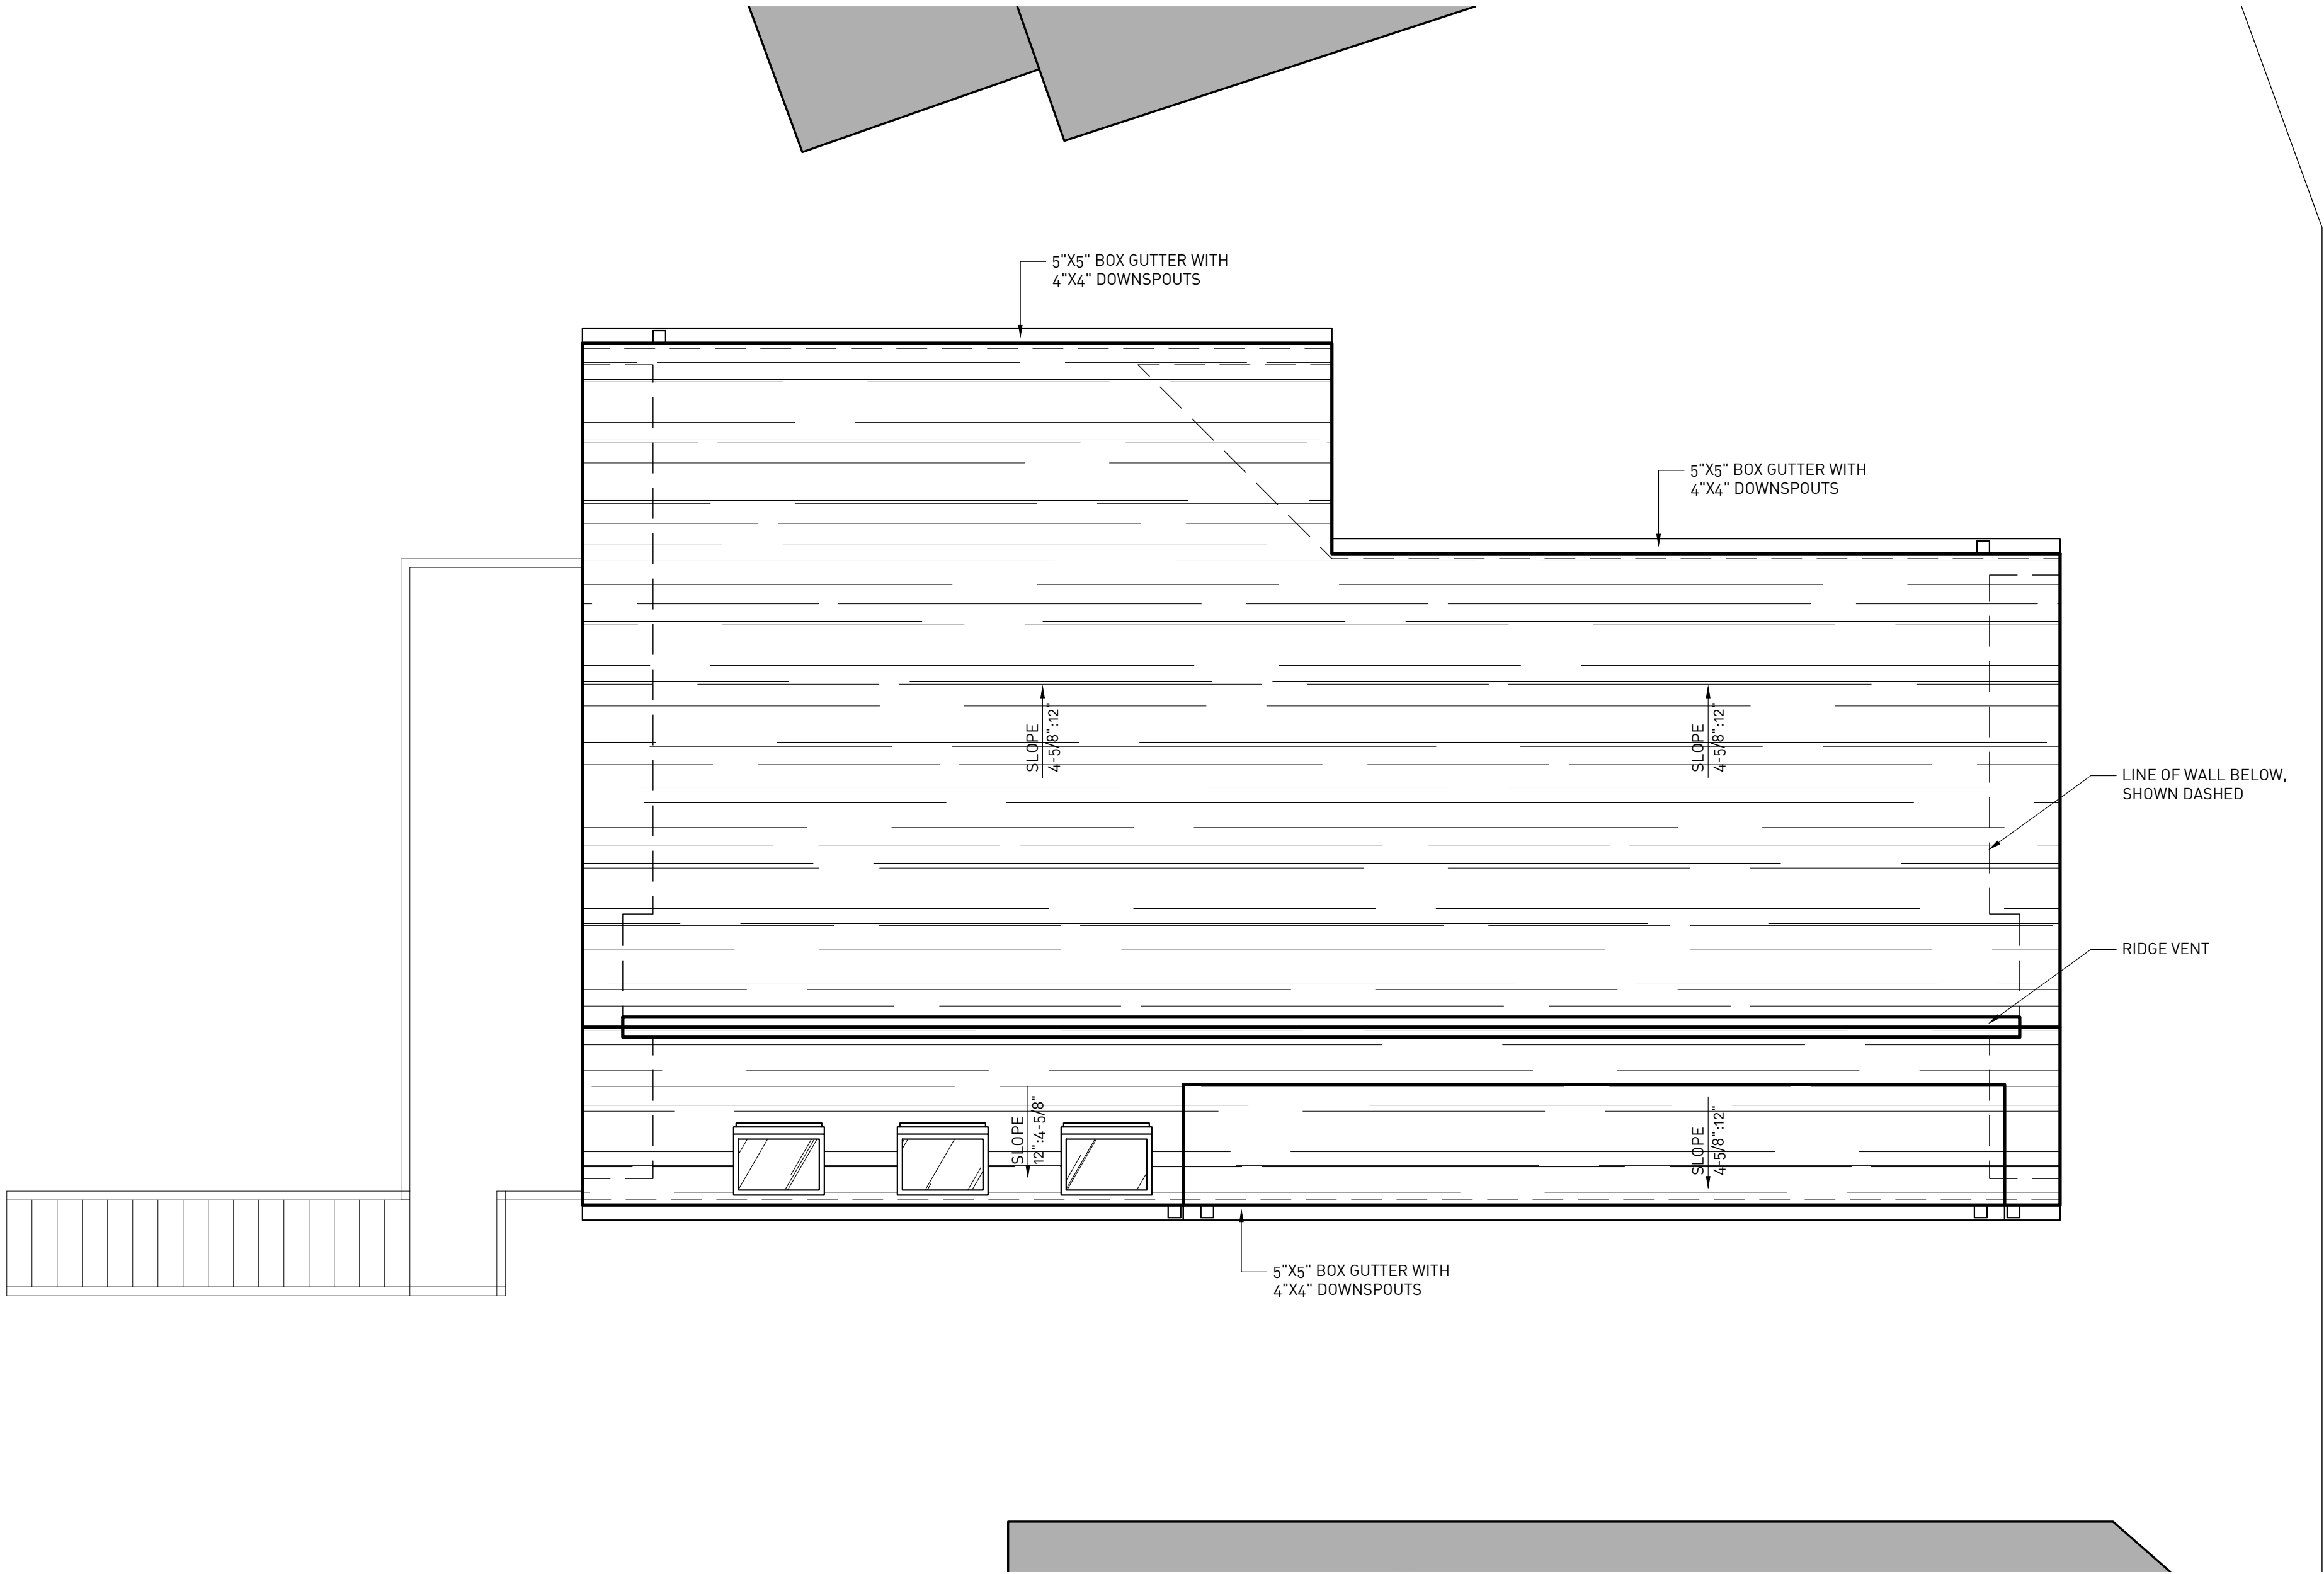 5"X5" BOX GUTTER WITH
4"X4" DOWNSPOUTS
5"X5" BOX GUTTER WITH
4"X4" DOWNSPOUTS
SLOPE
4-5/8":12"
SLOPE
4-5/8":12"
LINE OF WALL BELOW,
SHOWN DASHED
RIDGE VENT
SLOPE
12":4-5/8"
SLOPE
4-5/8":12"
5"X5" BOX GUTTER WITH
4"X4" DOWNSPOUTS